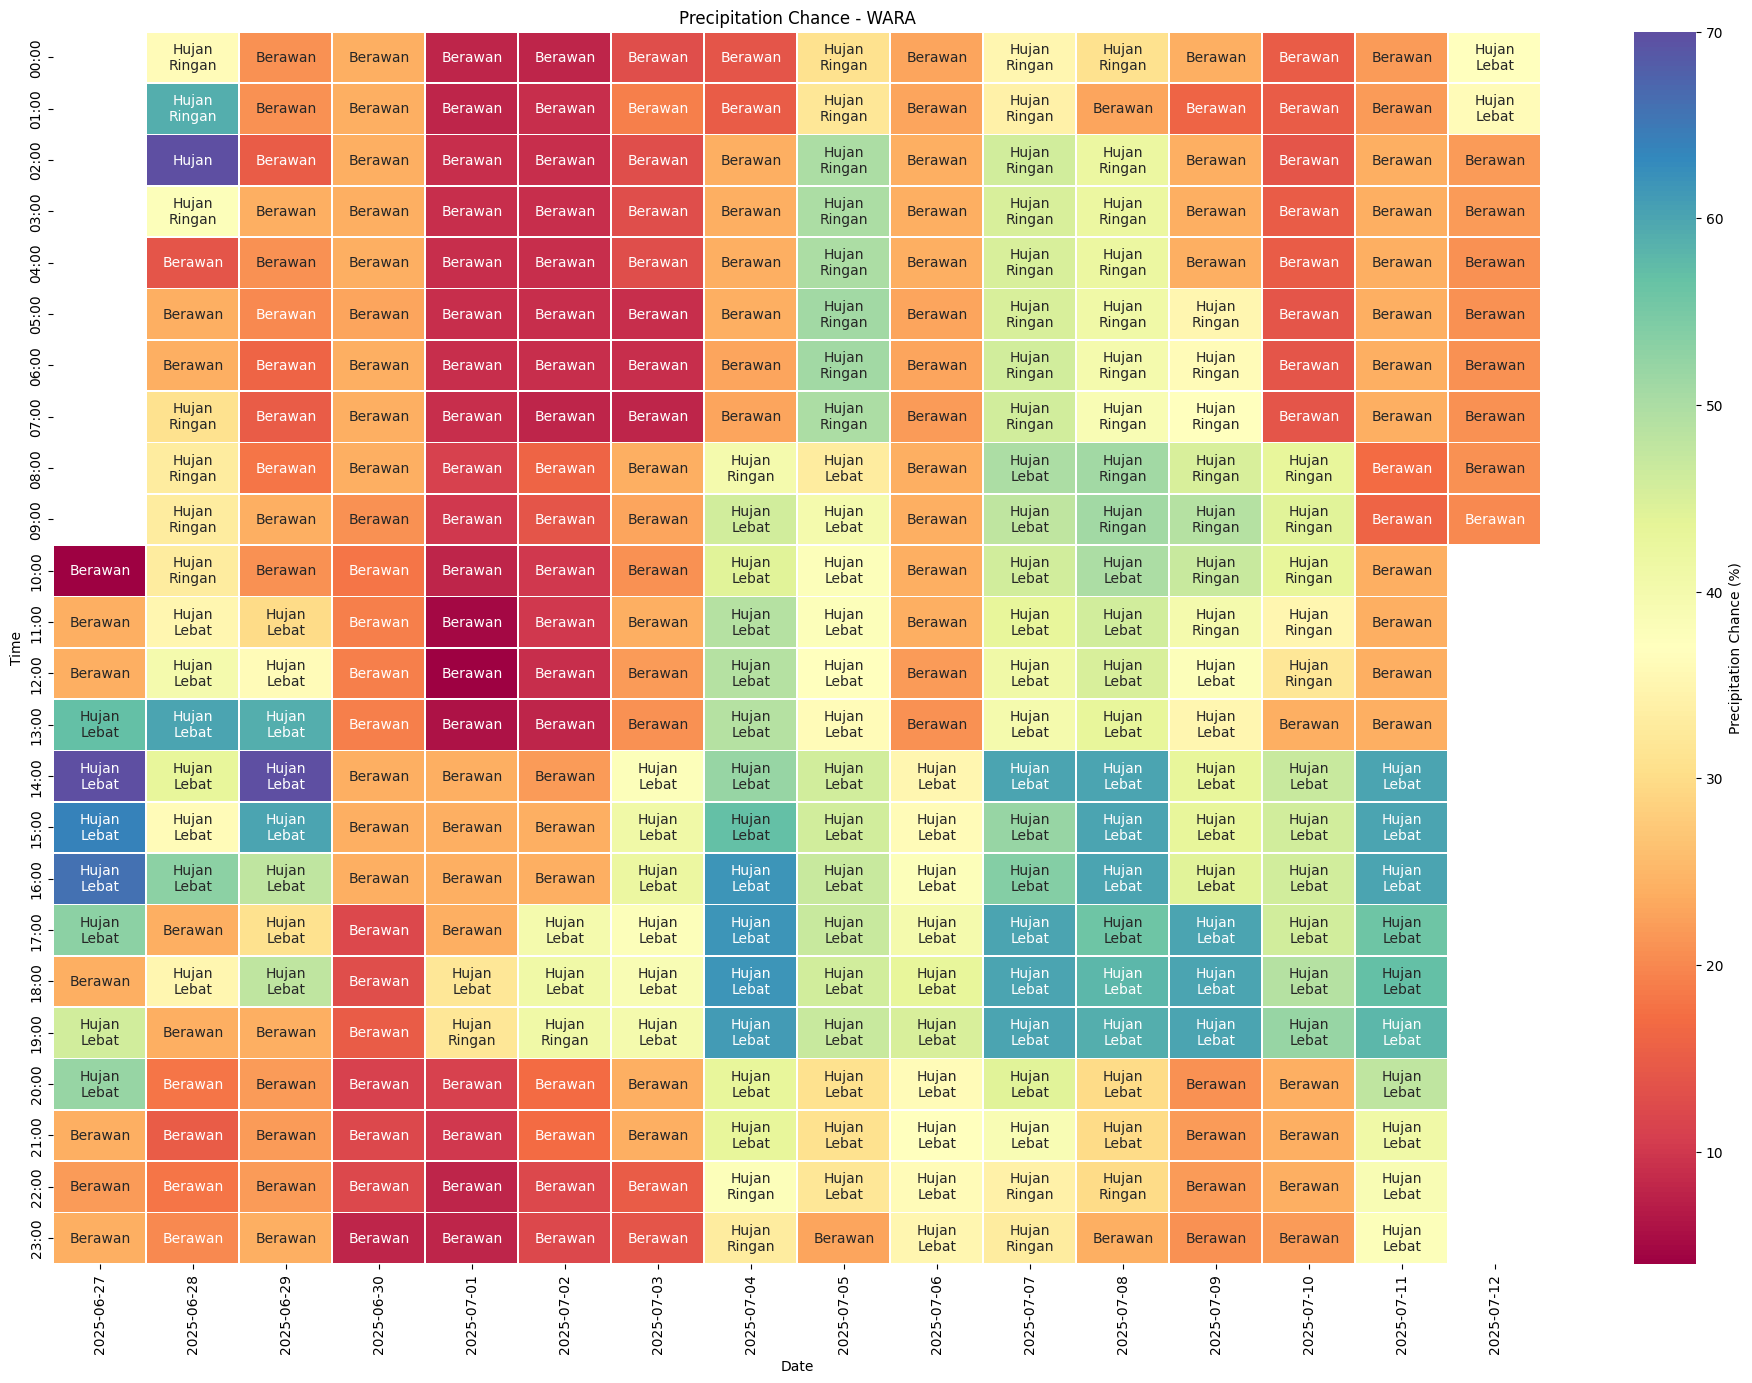 Precipitation Chance - WARA
00:00 Hujan Ringan Berawan Berawan Berawan Berawan Berawan Berawan Hujan Ringan Berawan Hujan Ringan Hujan Ringan Berawan Berawan Berawan Hujan Lebat
01:00 Hujan Ringan Berawan Berawan Berawan Berawan Berawan Berawan Hujan Ringan Berawan Hujan Ringan Berawan Berawan Berawan Berawan Hujan Lebat
02:00 Hujan Berawan Berawan Berawan Berawan Berawan Berawan Hujan Ringan Berawan Hujan Ringan Hujan Ringan Berawan Berawan Berawan Berawan
03:00 Hujan Ringan Berawan Berawan Berawan Berawan Berawan Berawan Hujan Ringan Berawan Hujan Ringan Hujan Ringan Berawan Berawan Berawan Berawan
04:00 Berawan Berawan Berawan Berawan Berawan Berawan Berawan Hujan Ringan Berawan Hujan Ringan Hujan Ringan Berawan Berawan Berawan Berawan
05:00 Berawan Berawan Berawan Berawan Berawan Berawan Berawan Hujan Ringan Berawan Hujan Ringan Hujan Ringan Hujan Ringan Berawan Berawan Berawan
06:00 Berawan Berawan Berawan Berawan Berawan Berawan Berawan Hujan Ringan Berawan Hujan Ringan Hujan Ringan Hujan Ringan Berawan Berawan Berawan
07:00 Hujan Ringan Berawan Berawan Berawan Berawan Berawan Berawan Hujan Ringan Berawan Hujan Ringan Hujan Ringan Hujan Ringan Berawan Berawan Berawan
08:00 Hujan Ringan Berawan Berawan Berawan Berawan Berawan Hujan Ringan Hujan Lebat Berawan Hujan Lebat Hujan Ringan Hujan Ringan Hujan Ringan Berawan Berawan
09:00 Hujan Ringan Berawan Berawan Berawan Berawan Berawan Hujan Lebat Hujan Lebat Berawan Hujan Lebat Hujan Ringan Hujan Ringan Hujan Ringan Berawan Berawan
10:00 Berawan Hujan Ringan Berawan Berawan Berawan Berawan Berawan Hujan Lebat Hujan Lebat Berawan Hujan Lebat Hujan Lebat Hujan Ringan Hujan Ringan Berawan
11:00 Berawan Hujan Lebat Hujan Lebat Berawan Berawan Berawan Berawan Hujan Lebat Hujan Lebat Berawan Hujan Lebat Hujan Lebat Hujan Ringan Hujan Ringan Berawan
12:00 Berawan Hujan Lebat Hujan Lebat Berawan Berawan Berawan Berawan Hujan Lebat Hujan Lebat Berawan Hujan Lebat Hujan Lebat Hujan Lebat Hujan Ringan Berawan
13:00 Hujan Lebat Hujan Lebat Hujan Lebat Berawan Berawan Berawan Berawan Hujan Lebat Hujan Lebat Berawan Hujan Lebat Hujan Lebat Hujan Lebat Berawan Berawan
14:00 Hujan Lebat Hujan Lebat Hujan Lebat Berawan Berawan Berawan Hujan Lebat Hujan Lebat Hujan Lebat Hujan Lebat Hujan Lebat Hujan Lebat Hujan Lebat Hujan Lebat Hujan Lebat
15:00 Hujan Lebat Hujan Lebat Hujan Lebat Berawan Berawan Berawan Hujan Lebat Hujan Lebat Hujan Lebat Hujan Lebat Hujan Lebat Hujan Lebat Hujan Lebat Hujan Lebat Hujan Lebat
16:00 Hujan Lebat Hujan Lebat Hujan Lebat Berawan Berawan Berawan Hujan Lebat Hujan Lebat Hujan Lebat Hujan Lebat Hujan Lebat Hujan Lebat Hujan Lebat Hujan Lebat Hujan Lebat
17:00 Hujan Lebat Berawan Hujan Lebat Berawan Berawan Hujan Lebat Hujan Lebat Hujan Lebat Hujan Lebat Hujan Lebat Hujan Lebat Hujan Lebat Hujan Lebat Hujan Lebat Hujan Lebat
18:00 Berawan Hujan Lebat Hujan Lebat Berawan Hujan Lebat Hujan Lebat Hujan Lebat Hujan Lebat Hujan Lebat Hujan Lebat Hujan Lebat Hujan Lebat Hujan Lebat Hujan Lebat Hujan Lebat
19:00 Hujan Lebat Berawan Berawan Berawan Hujan Ringan Hujan Ringan Hujan Lebat Hujan Lebat Hujan Lebat Hujan Lebat Hujan Lebat Hujan Lebat Hujan Lebat Hujan Lebat Hujan Lebat
20:00 Hujan Lebat Berawan Berawan Berawan Berawan Berawan Berawan Hujan Lebat Hujan Lebat Hujan Lebat Hujan Lebat Hujan Lebat Berawan Berawan Hujan Lebat
21:00 Berawan Berawan Berawan Berawan Berawan Berawan Berawan Hujan Lebat Hujan Lebat Hujan Lebat Hujan Lebat Hujan Lebat Berawan Berawan Hujan Lebat
22:00 Berawan Berawan Berawan Berawan Berawan Berawan Berawan Hujan Ringan Hujan Lebat Hujan Lebat Hujan Ringan Hujan Ringan Berawan Berawan Hujan Lebat
23:00 Berawan Berawan Berawan Berawan Berawan Berawan Berawan Hujan Ringan Berawan Hujan Lebat Hujan Ringan Berawan Berawan Berawan Hujan Lebat
Time
2025-06-27 2025-06-28 2025-06-29 2025-06-30 2025-07-01 2025-07-02 2025-07-03 2025-07-04 2025-07-05 2025-07-06 2025-07-07 2025-07-08 2025-07-09 2025-07-10 2025-07-11 2025-07-12
Date
70
60
50
40
30
20
10
Precipitation Chance (%)